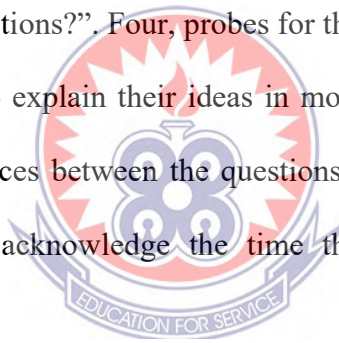 tions?”. Four, probes for th
explain their ideas in mo
ces between the questions
acknowledge the time th
EDUCATION FOR SERVICE